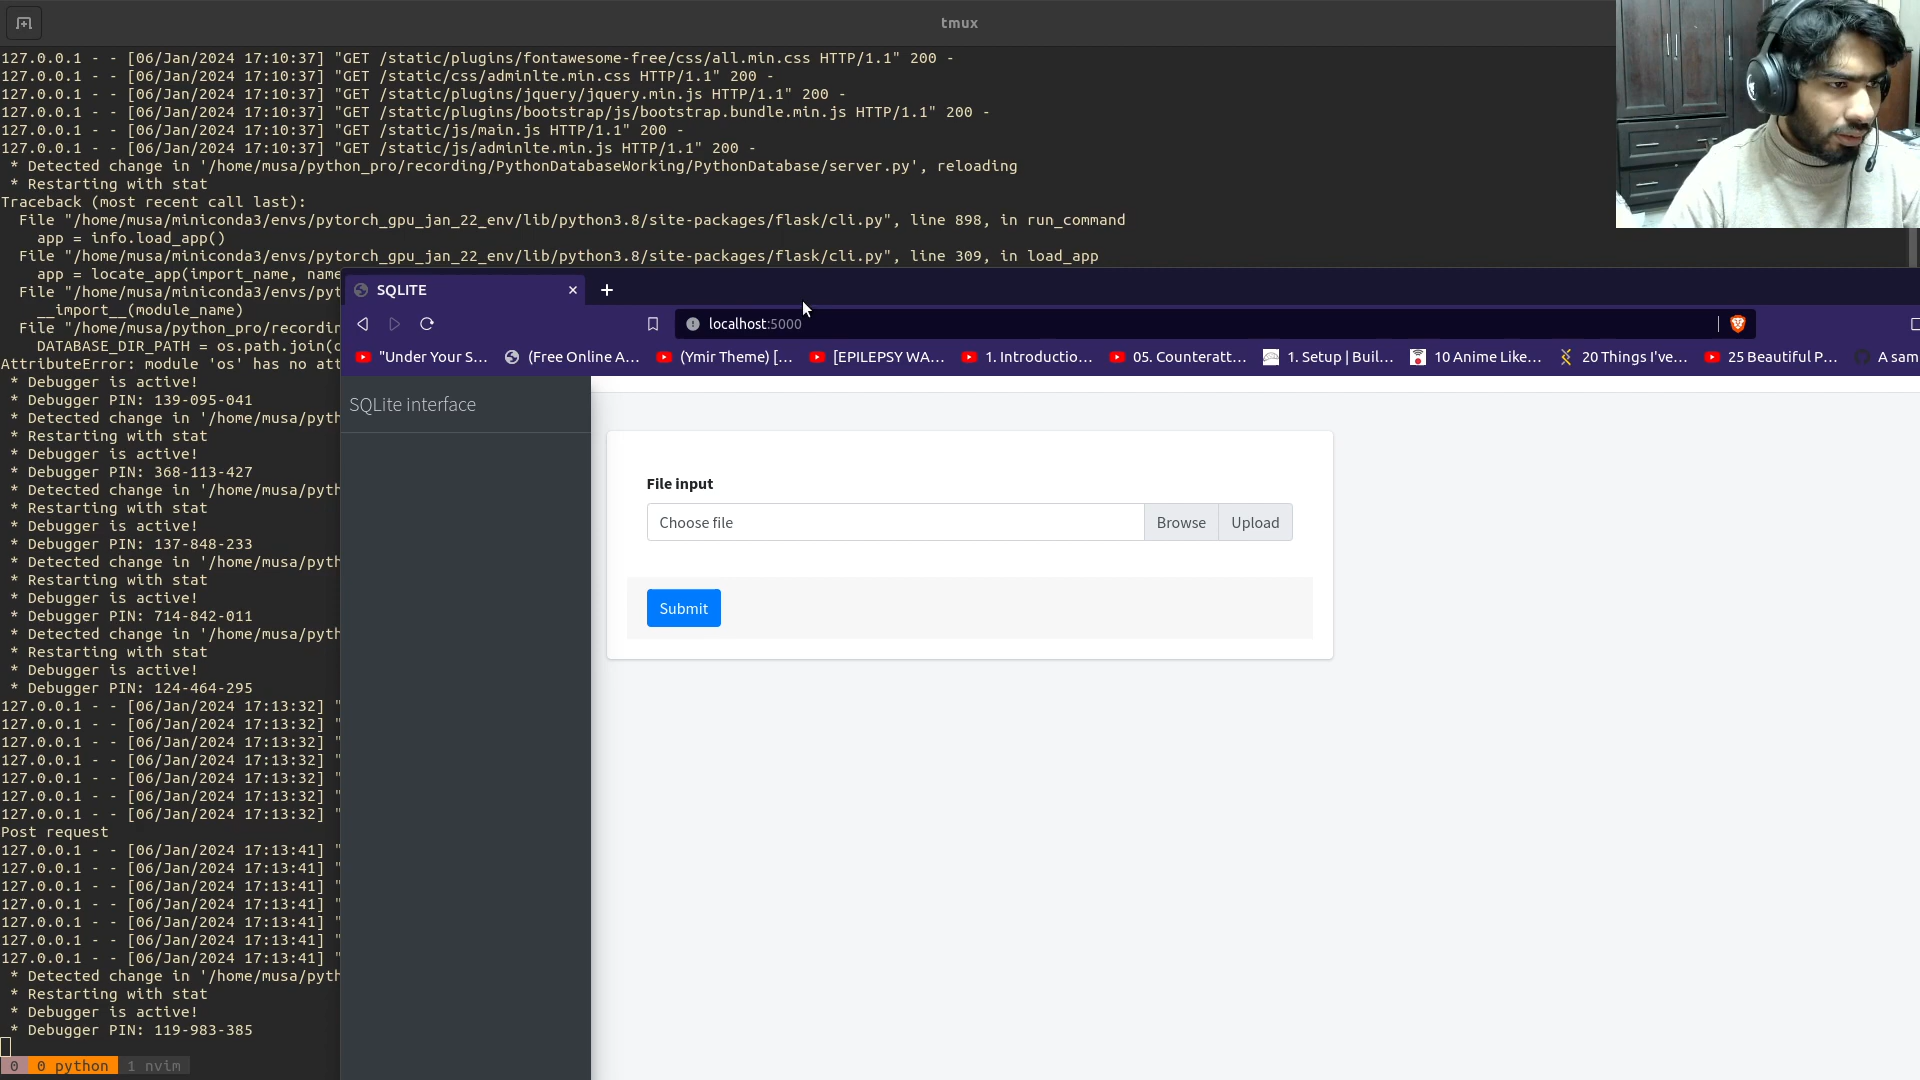 tmux
127.0.0.1 - - [06/Jan/2024 17:10:37] "GET /static/plugins/fontawesome-free/css/all.min.css HTTP/1.1" 200 -
127.0.0.1 - - [06/Jan/2024 17:10:37] "GET /static/css/adminlte.min.css HTTP/1.1" 200 -
127.0.0.1 - - [06/Jan/2024 17:10:37] "GET /static/plugins/jquery/jquery.min.js HTTP/1.1" 200 -
127.0.0.1 - - [06/Jan/2024 17:10:37] "GET /static/plugins/bootstrap/js/bootstrap.bundle.min.js HTTP/1.1" 200 -
127.0.0.1 - - [06/Jan/2024 17:10:37] "GET /static/js/main.js HTTP/1.1" 200 -
127.0.0.1 - - [06/Jan/2024 17:10:37] "GET /static/js/adminlte.min.js HTTP/1.1" 200 -
* Detected change in '/home/musa/python_pro/recording/PythonDatabaseWorking/PythonDatabase/server.py', reloading
* Restarting with stat
Traceback (most recent call last):
File "/home/musa/miniconda3/envs/pytorch_gpu_jan_22_env/lib/python3.8/site-packages/flask/cli.py", line 898, in run_command
app = info.load_app()
File "/home/musa/miniconda3/envs/pytorch_gpu_jan_22_env/lib/python3.8/site-packages/flask/cli.py", line 309, in load_app
app = locate_app(import_name, name
File "/home/musa/miniconda3/envs/pyt
__import__(module_name)
File "/home/musa/python_pro/recordin
DATABASE_DIR_PATH = os.path.join(c
AttributeError: module 'os' has no att
* Debugger is active!
* Debugger PIN: 139-095-041
* Detected change in '/home/musa/pyth
* Restarting with stat
* Debugger is active!
* Debugger PIN: 368-113-427
* Detected change in '/home/musa/pyth
* Restarting with stat
* Debugger is active!
* Debugger PIN: 137-848-233
* Detected change in '/home/musa/pyth
* Restarting with stat
* Debugger is active!
* Debugger PIN: 714-842-011
* Detected change in '/home/musa/pyth
* Restarting with stat
* Debugger is active!
* Debugger PIN: 124-464-295
127.0.0.1 - - [06/Jan/2024 17:13:32] "
127.0.0.1 - - [06/Jan/2024 17:13:32] "
127.0.0.1 - - [06/Jan/2024 17:13:32] "
127.0.0.1 - - [06/Jan/2024 17:13:32] "
127.0.0.1 - - [06/Jan/2024 17:13:32] "
127.0.0.1 - - [06/Jan/2024 17:13:32] "
127.0.0.1 - - [06/Jan/2024 17:13:32] "
Post request
127.0.0.1 - - [06/Jan/2024 17:13:41] "
127.0.0.1 - - [06/Jan/2024 17:13:41] "
127.0.0.1 - - [06/Jan/2024 17:13:41] "
127.0.0.1 - - [06/Jan/2024 17:13:41] "
127.0.0.1 - - [06/Jan/2024 17:13:41] "
127.0.0.1 - - [06/Jan/2024 17:13:41] "
127.0.0.1 - - [06/Jan/2024 17:13:41] "
* Detected change in '/home/musa/pyth
* Restarting with stat
* Debugger is active!
* Debugger PIN: 119-983-385
0 0 python 1 nvim
SQLITE
localhost:5000
"Under Your S... (Free Online A... (Ymir Theme) [... [EPILEPSY WA... 1. Introductio... 05. Counteratt... 1. Setup | Buil... 10 Anime Like... 20 Things I've... 25 Beautiful P... A sam
SQLite interface
File input
Choose file Browse Upload
Submit